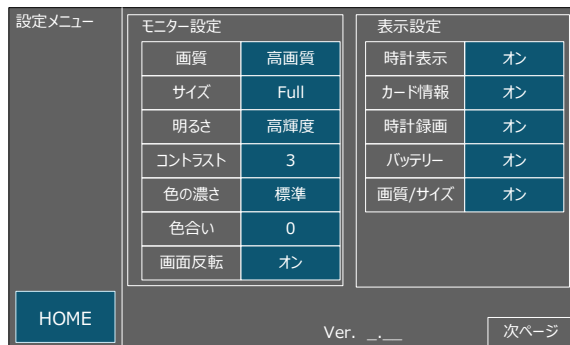 設定メニュー
モニター設定
画質 高画質
サイズ Full
明るさ 高輝度
コントラスト 3
色の濃さ 標準
色合い 0
画面反転 オン
表示設定
時計表示 オン
カード情報 オン
時計録画 オン
バッテリー オン
画質/サイズ オン
HOME
Ver. _.__
次ページ